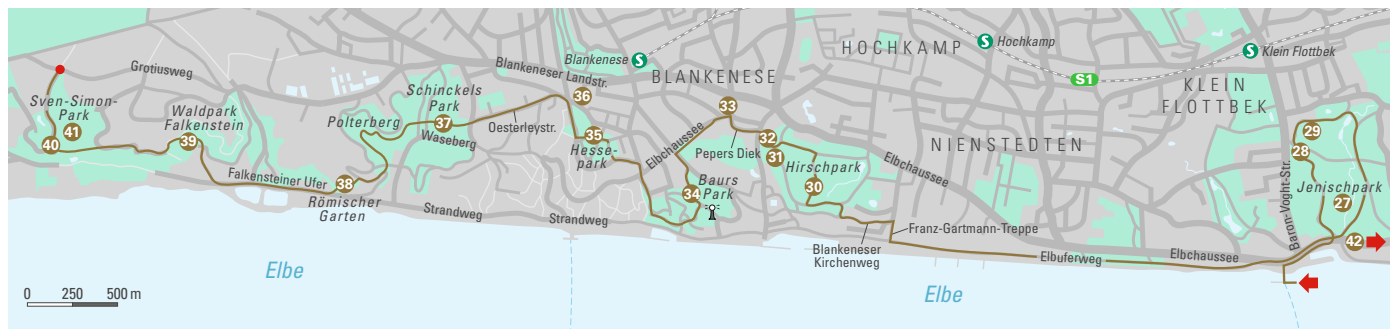 Grotiusweg
Sven-Simon-
Park
41
40
Waldpark
Falkenstein
39
Falkensteiner Ufer
38
Römischer
Garten
Polterberg
Schinckels
Park
37
Waseberg
Oesterleystr.
Blankeneser Landstr.
36
Blankenese
S
35
Hesse-
park
Strandweg
Strandweg
BLANKENESE
Elbchaussee
33
Pepers Diek
34
Baurs
Park
32
31
Hirschpark
30
HOCHKAMP
S
Hochkamp
S1
S
Klein Flottbek
KLEIN
FLOTTBEK
NIENSTEDTEN
Elbchaussee
Franz-Gartmann-Treppe
Blankeneser
Kirchenweg
Elbuferweg
Elbchaussee
Baron-Voght-Str.
29
28
Jenischpark
27
42
Elbe
Elbe
0 250 500 m